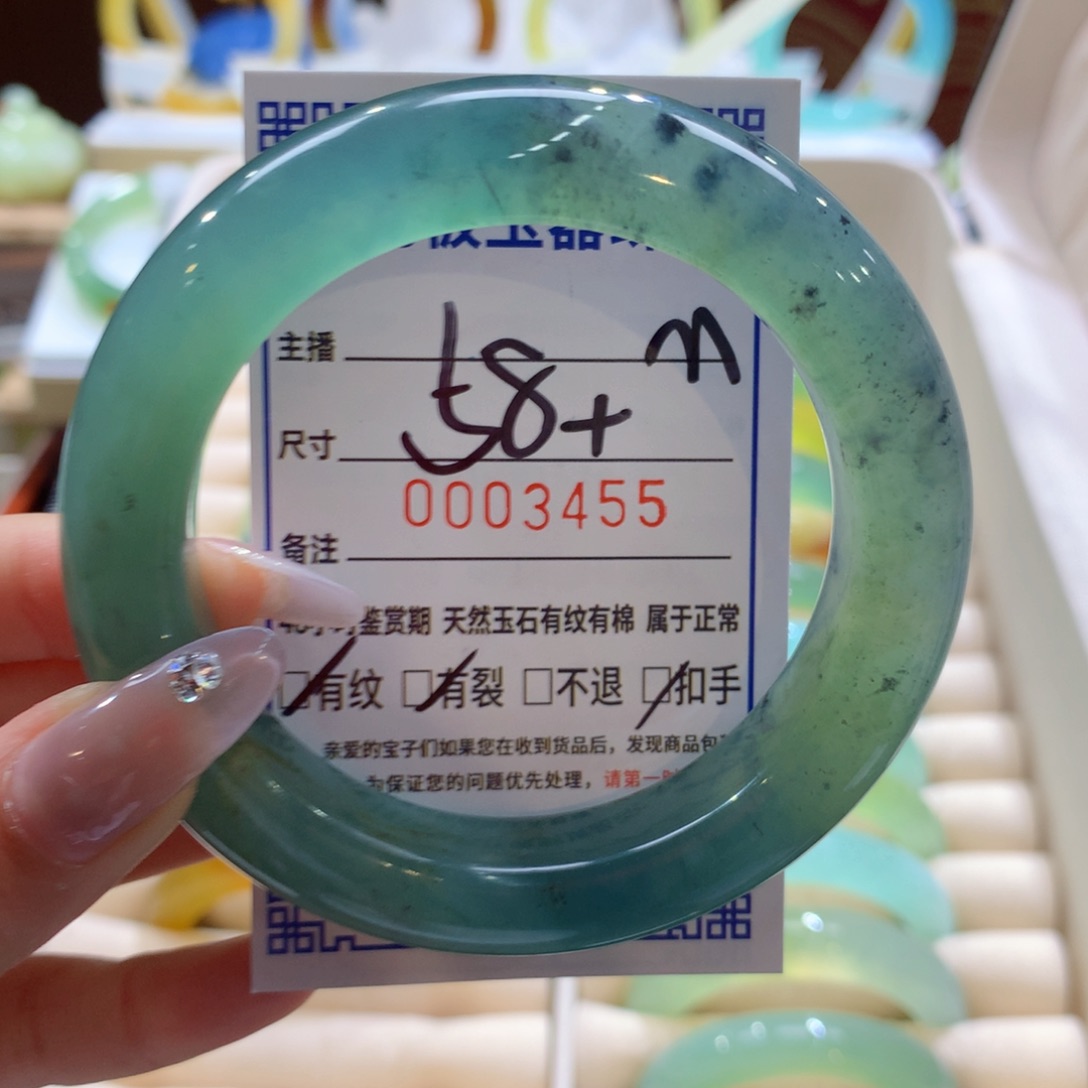 玉器
主播 m
尺寸 58+
0003455
备注
鉴赏期 天然玉石有纹有棉 属于正常
□有纹 □有裂 □不退 □扣手
亲爱的宝子们如果您在收到货品后，发现商品包
为保证您的问题优先处理，请第一时